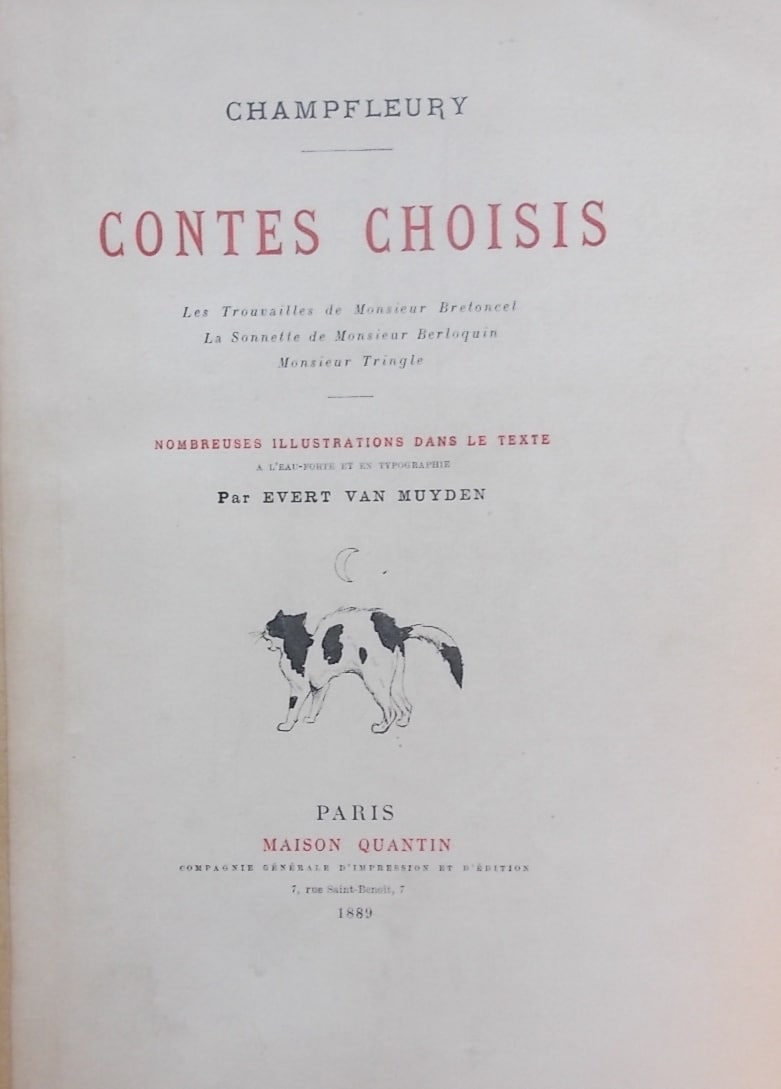 CHAMPFLEURY
CONTES CHOISIS
Les Trouvailles de Monsieur Bretoncel
La Sonnette de Monsieur Berloquin
Monsieur Tringle
NOMBREUSES ILLUSTRATIONS DANS LE TEXTE
A L'EAU-FORTE ET EN TYPOGRAPHIE
Par EVERT VAN MUYDEN
PARIS
MAISON QUANTIN
COMPAGNIE GÉNÉRALE D'IMPRESSION ET D'ÉDITION
7, rue Saint-Benoit, 7
1889